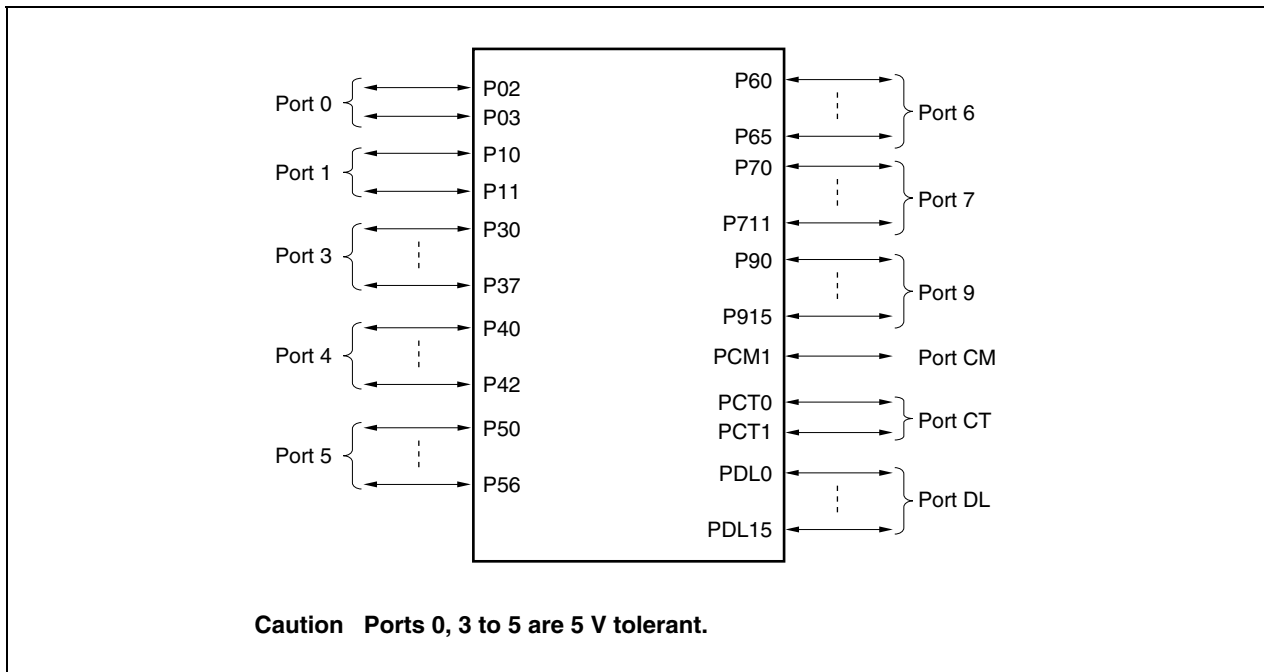 Port 0
P02
P03
Port 1
P10
P11
Port 3
P30
P37
Port 4
P40
P42
Port 5
P50
P56
P60
P65
Port 6
P70
P711
Port 7
P90
P915
Port 9
PCM1
Port CM
PCT0
PCT1
Port CT
PDL0
PDL15
Port DL
Caution Ports 0, 3 to 5 are 5 V tolerant.